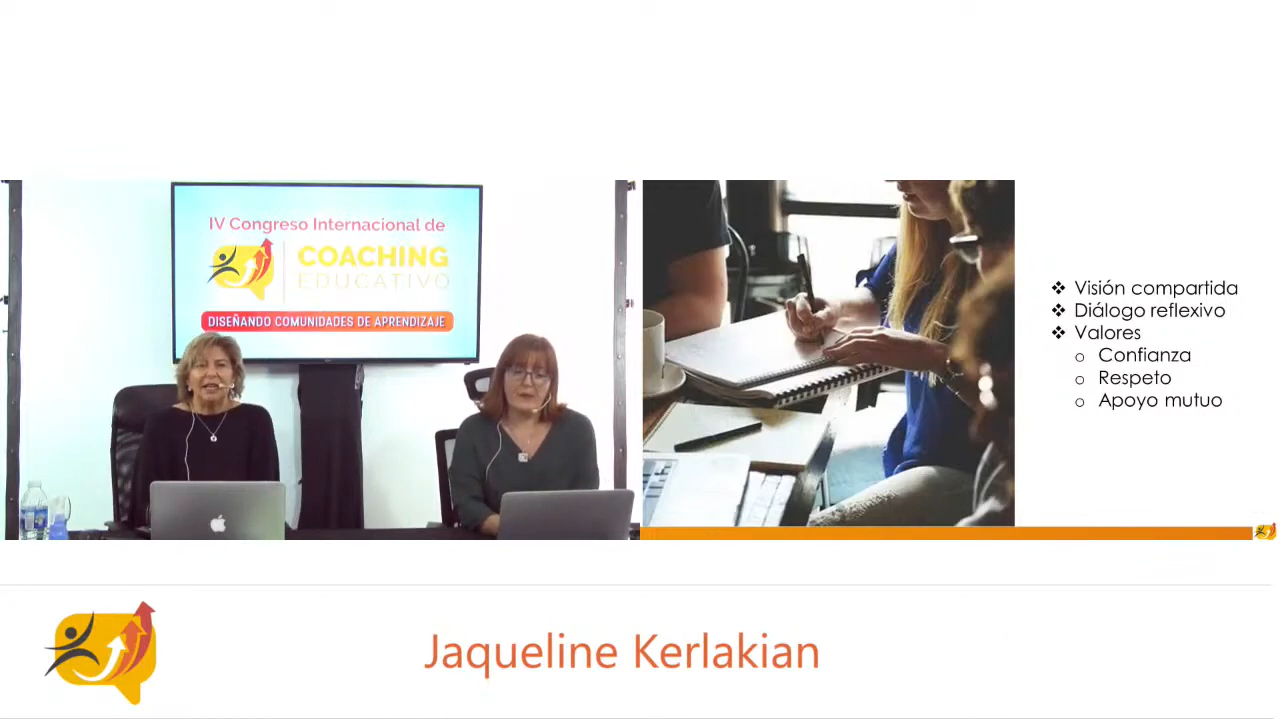 IV Congreso Internacional de
COACHING
EDUCATIVO
DISEÑANDO COMUNIDADES DE APRENDIZAJE
❖ Visión compartida
❖ Diálogo reflexivo
❖ Valores
o Confianza
o Respeto
o Apoyo mutuo
Jaqueline Kerlakian